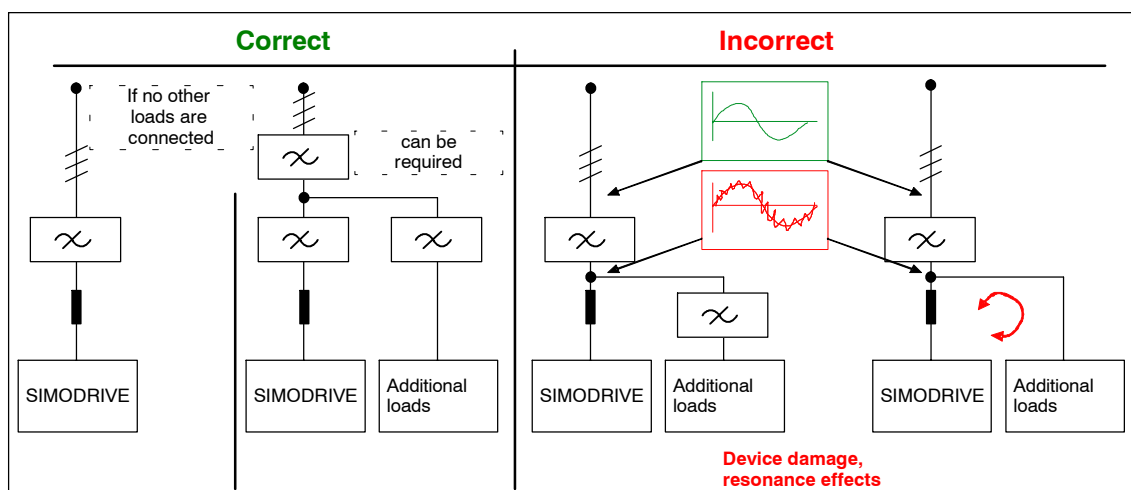 Correct
Incorrect
If no other
loads are
connected
can be
required
SIMODRIVE
SIMODRIVE
Additional
loads
SIMODRIVE
Additional
loads
SIMODRIVE
Additional
loads
Device damage,
resonance effects